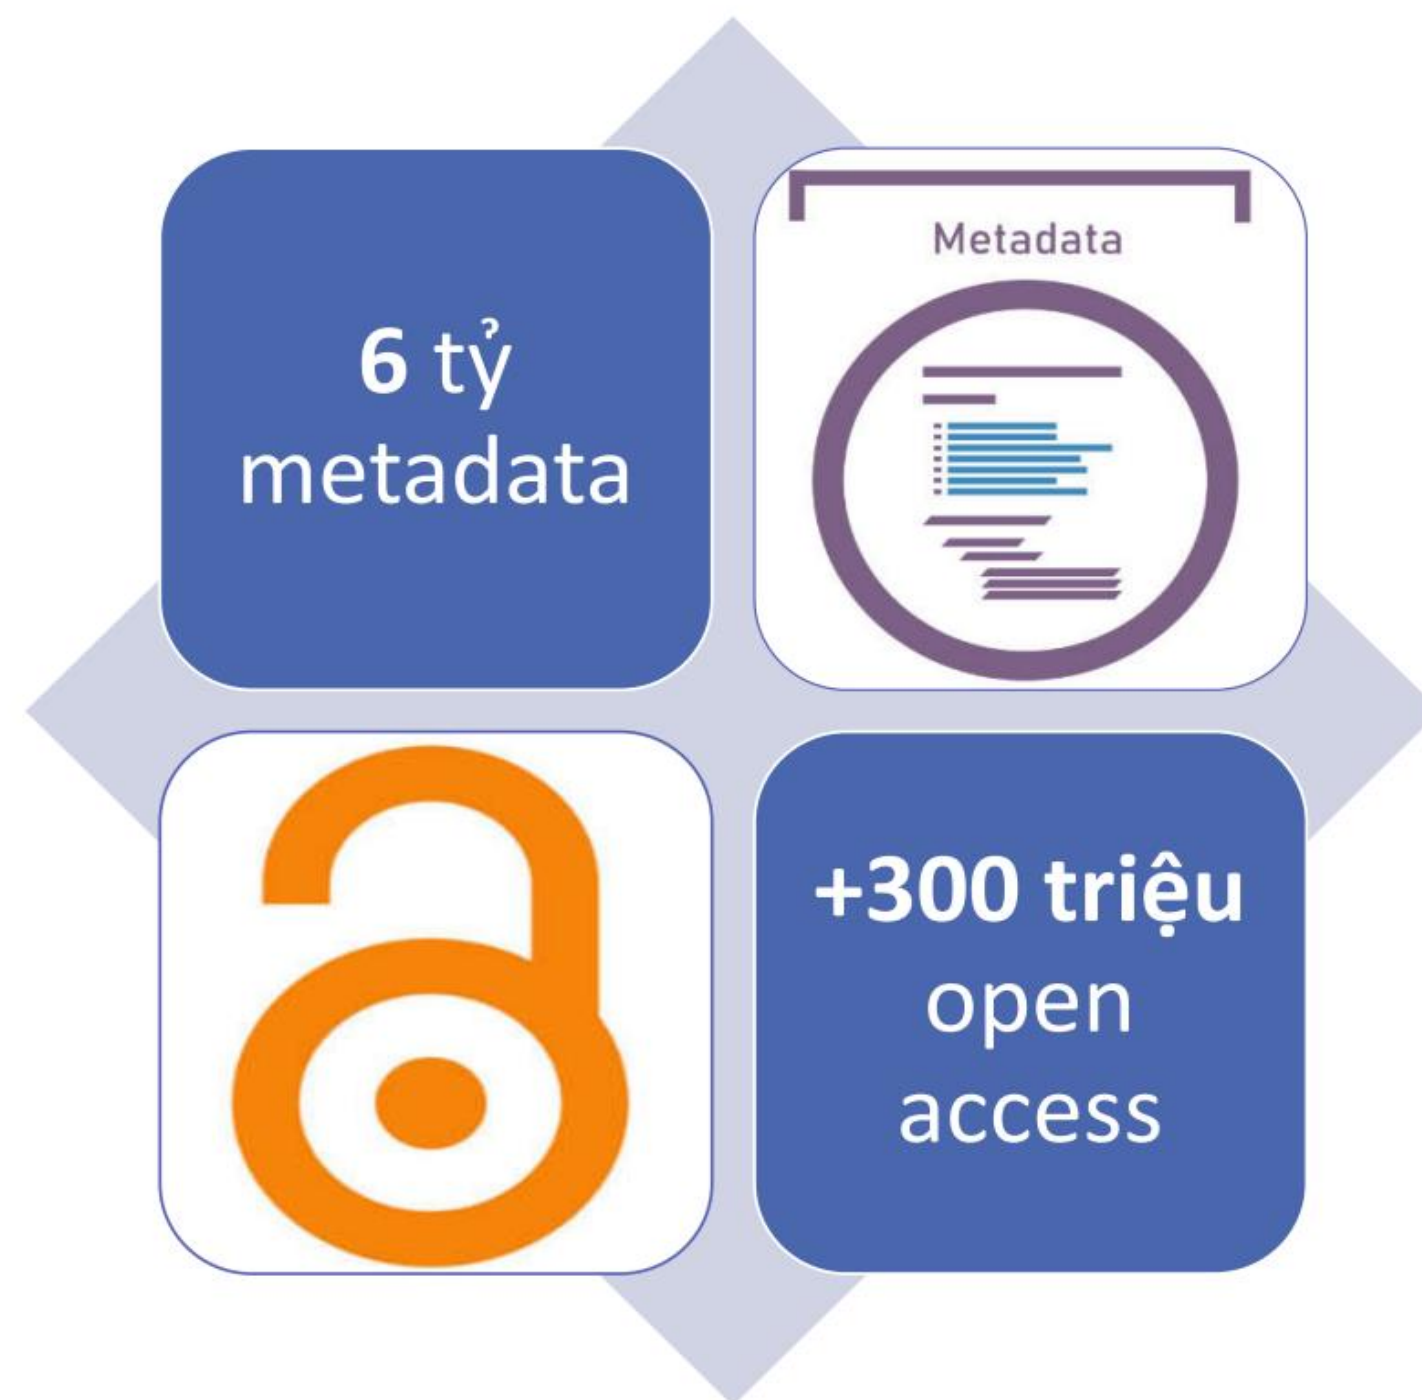 6 tỷ
metadata
Metadata
+300 triệu
open
access